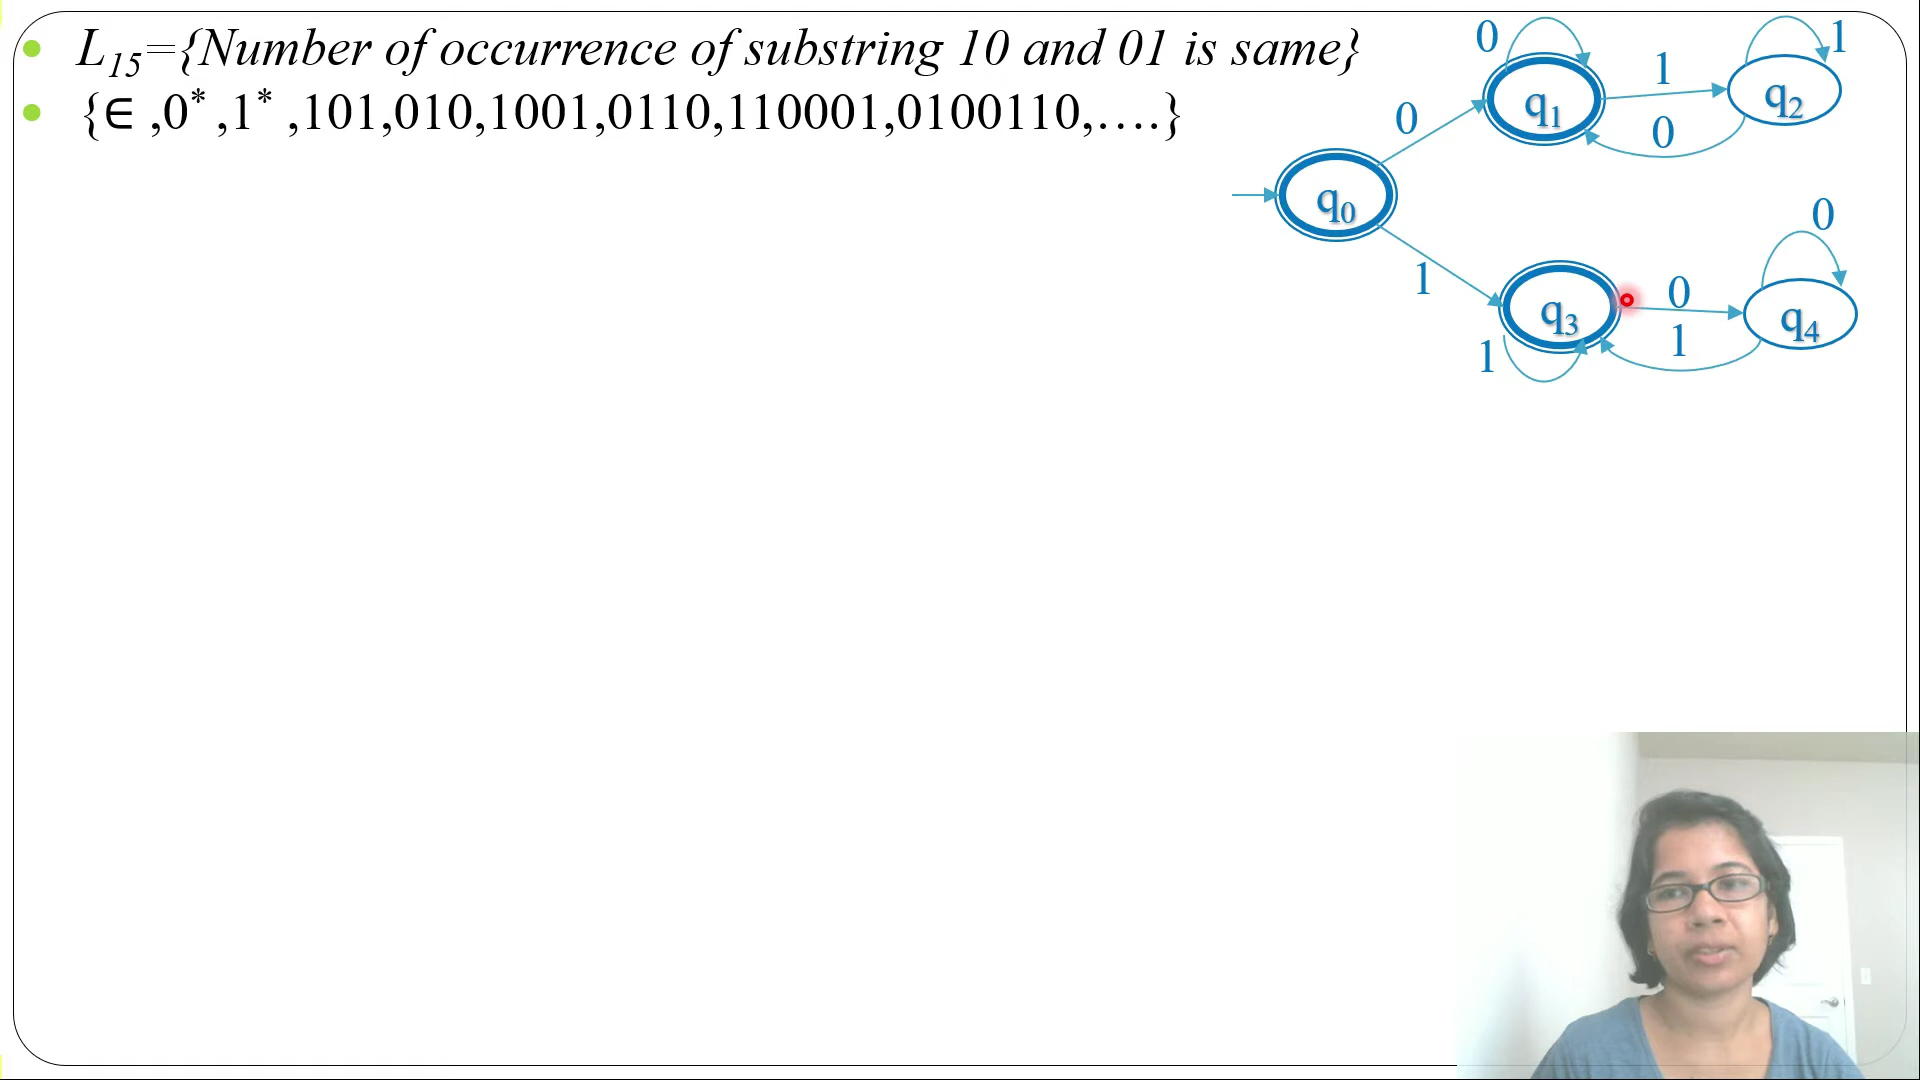 L15={Number of occurrence of substring 10 and 01 is same}
{∈ ,0* ,1* ,101,010,1001,0110,110001,0100110,….}
0
1
q1
1
q2
0
0
q0
1
0
q3
0
q4
1
1